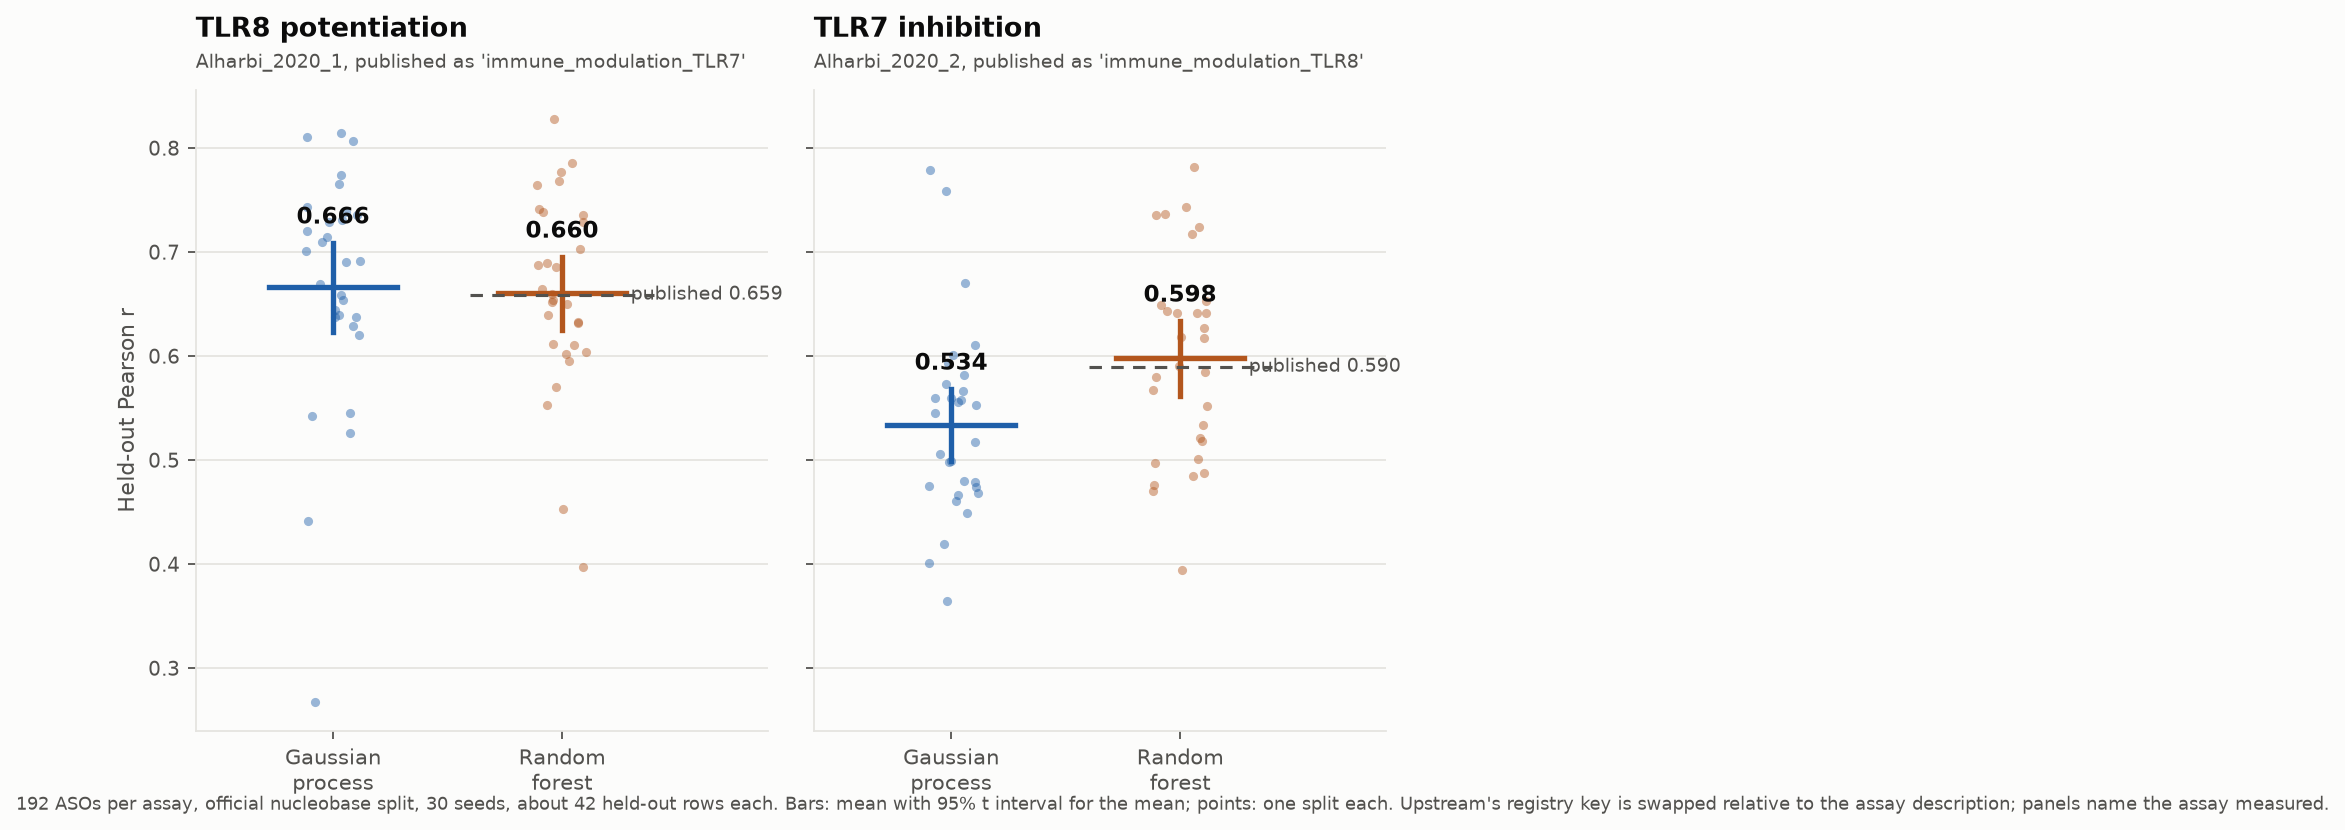 TLR8 potentiation
Alharbi_2020_1, published as 'immune_modulation_TLR7'
Held-out Pearson r
0.8
0.7
0.6
0.5
0.4
0.3
0.666
0.660
published 0.659
Gaussian
process
Random
forest
TLR7 inhibition
Alharbi_2020_2, published as 'immune_modulation_TLR8'
0.534
0.598
published 0.590
Gaussian
process
Random
forest
192 ASOs per assay, official nucleobase split, 30 seeds, about 42 held-out rows each. Bars: mean with 95% t interval for the mean; points: one split each. Upstream's registry key is swapped relative to the assay description; panels name the assay measured.